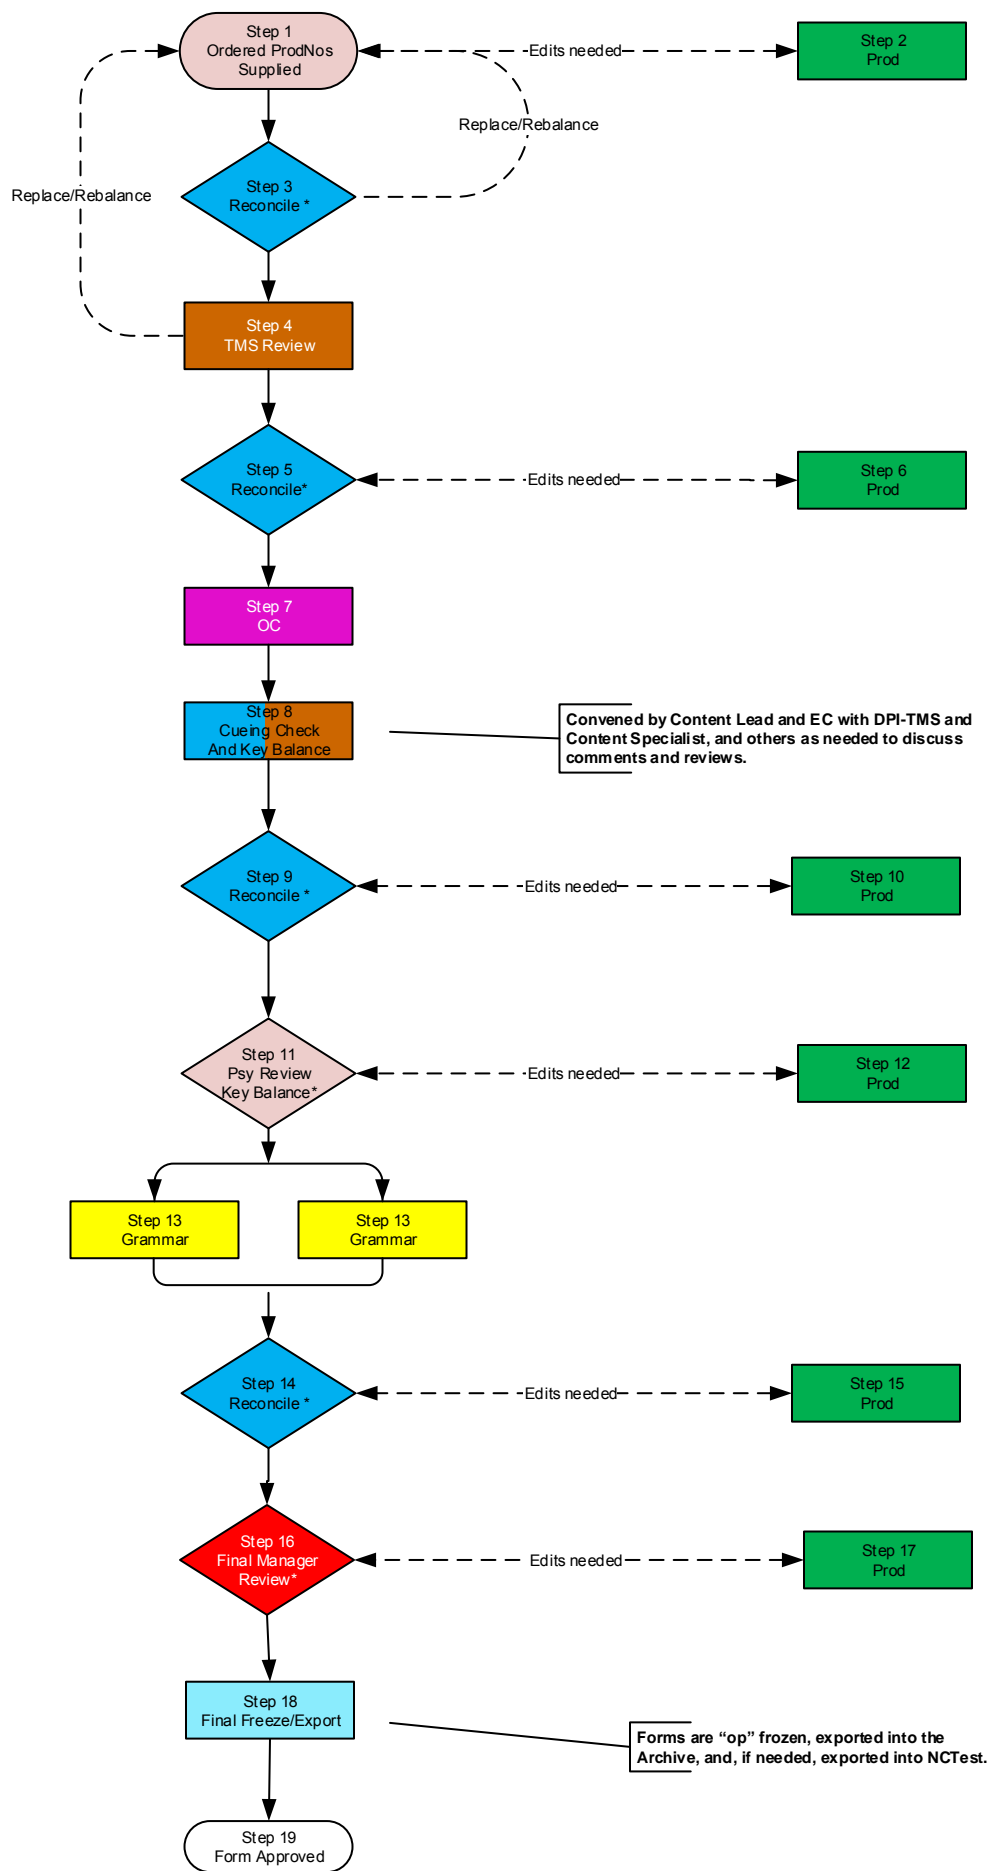 Step 1
Ordered ProdNos
Supplied
Edits needed
Step 2
Prod
Replace/Rebalance
Replace/Rebalance
Step 3
Reconcile *
Step 4
TMS Review
Step 5
Reconcile*
Edits needed
Step 6
Prod
Step 7
OC
Step 8
Cueing Check
And Key Balance
Convened by Content Lead and EC with DPI-TMS and
Content Specialist, and others as needed to discuss
comments and reviews.
Step 9
Reconcile *
Edits needed
Step 10
Prod
Step 11
Psy Review
Key Balance*
Edits needed
Step 12
Prod
Step 13
Grammar
Step 13
Grammar
Step 14
Reconcile *
Edits needed
Step 15
Prod
Step 16
Final Manager
Review*
Edits needed
Step 17
Prod
Step 18
Final Freeze/Export
Forms are “op” frozen, exported into the
Archive, and, if needed, exported into NCTest.
Step 19
Form Approved